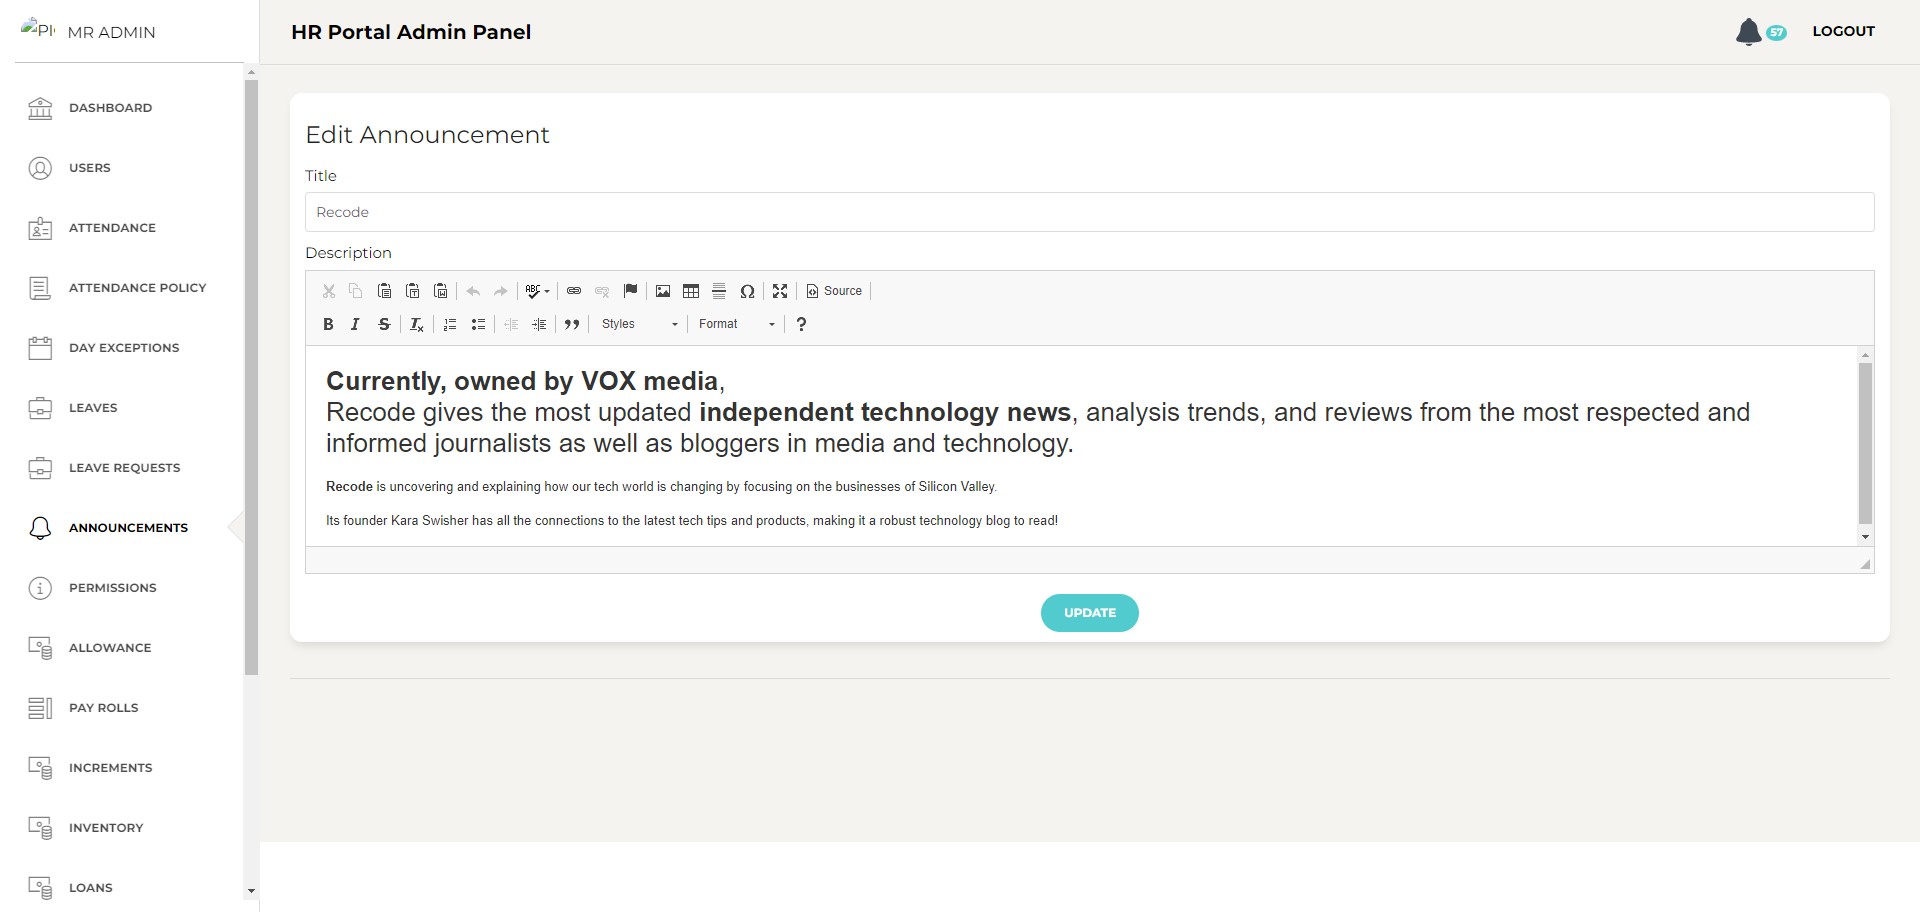 MR ADMIN
HR Portal Admin Panel
57
LOGOUT
DASHBOARD
USERS
ATTENDANCE
ATTENDANCE POLICY
DAY EXCEPTIONS
LEAVES
LEAVE REQUESTS
ANNOUNCEMENTS
PERMISSIONS
ALLOWANCE
PAY ROLLS
INCREMENTS
INVENTORY
LOANS
Edit Announcement
Title
Recode
Description
Source
Styles
Format
Currently, owned by VOX media,
Recode gives the most updated independent technology news, analysis trends, and reviews from the most respected and
informed journalists as well as bloggers in media and technology.
Recode is uncovering and explaining how our tech world is changing by focusing on the businesses of Silicon Valley.
Its founder Kara Swisher has all the connections to the latest tech tips and products, making it a robust technology blog to read!
UPDATE